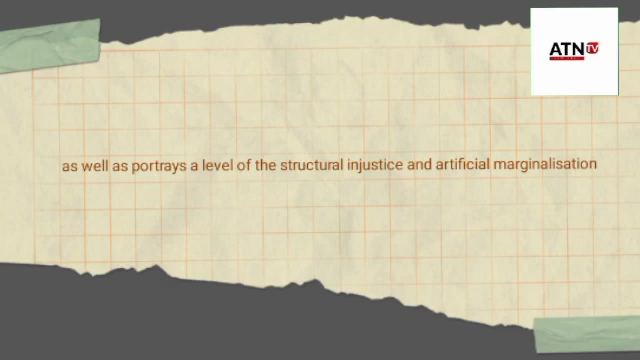 ATN TV
as well as portrays a level of the structural injustice and artificial marginalisation